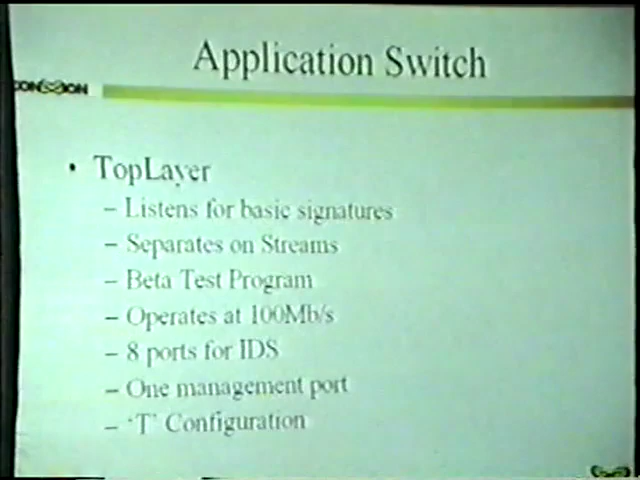 Application Switch
CONXION
• TopLayer
– Listens for basic signatures
– Separates on Streams
– Beta Test Program
– Operates at 100Mb/s
– 8 ports for IDS
– One management port
– 'T' Configuration